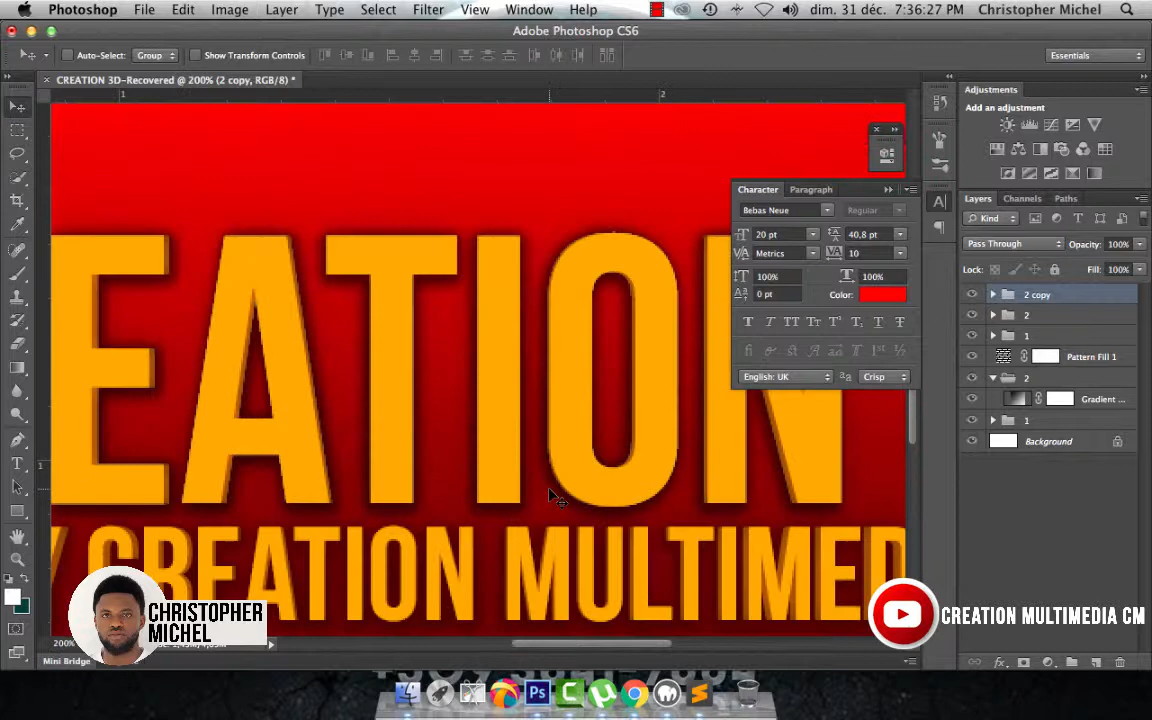 Photoshop File Edit Image Layer Type Select Filter View Window Help dim. 31 déc. 7:36:27 PM Christopher Michel
Adobe Photoshop CS6
Auto-Select: Group Show Transform Controls Essentials
CREATION 3D-Recovered @ 200% (2 copy, RGB/8) *
1 2
Adjustments
Add an adjustment
Character Paragraph
Layers Channels Paths
Bebas Neue Regular
Kind
20 pt 40,8 pt
Pass Through Opacity: 100%
Metrics 10
Lock: Fill: 100%
100% 100%
0 pt Color:
2 copy
2
1
Pattern Fill 1
English: UK Crisp
2
Gradient ...
1
Background
EATION
CREATION MULTIMED
CHRISTOPHER
MICHEL
CREATION MULTIMEDIA CM
200%
Mini Bridge